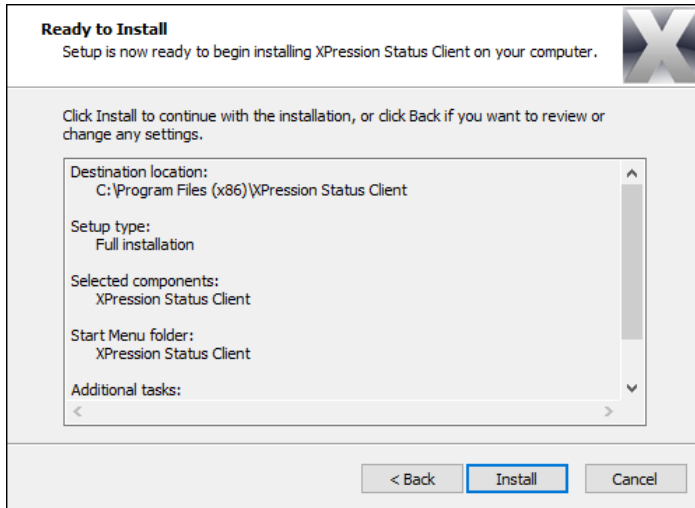 Ready to Install
Setup is now ready to begin installing XPression Status Client on your computer.
X
Click Install to continue with the installation, or click Back if you want to review or
change any settings.
Destination location:
C:\Program Files (x86)\XPression Status Client
Setup type:
Full installation
Selected components:
XPression Status Client
Start Menu folder:
XPression Status Client
Additional tasks:
< Back
Install
Cancel